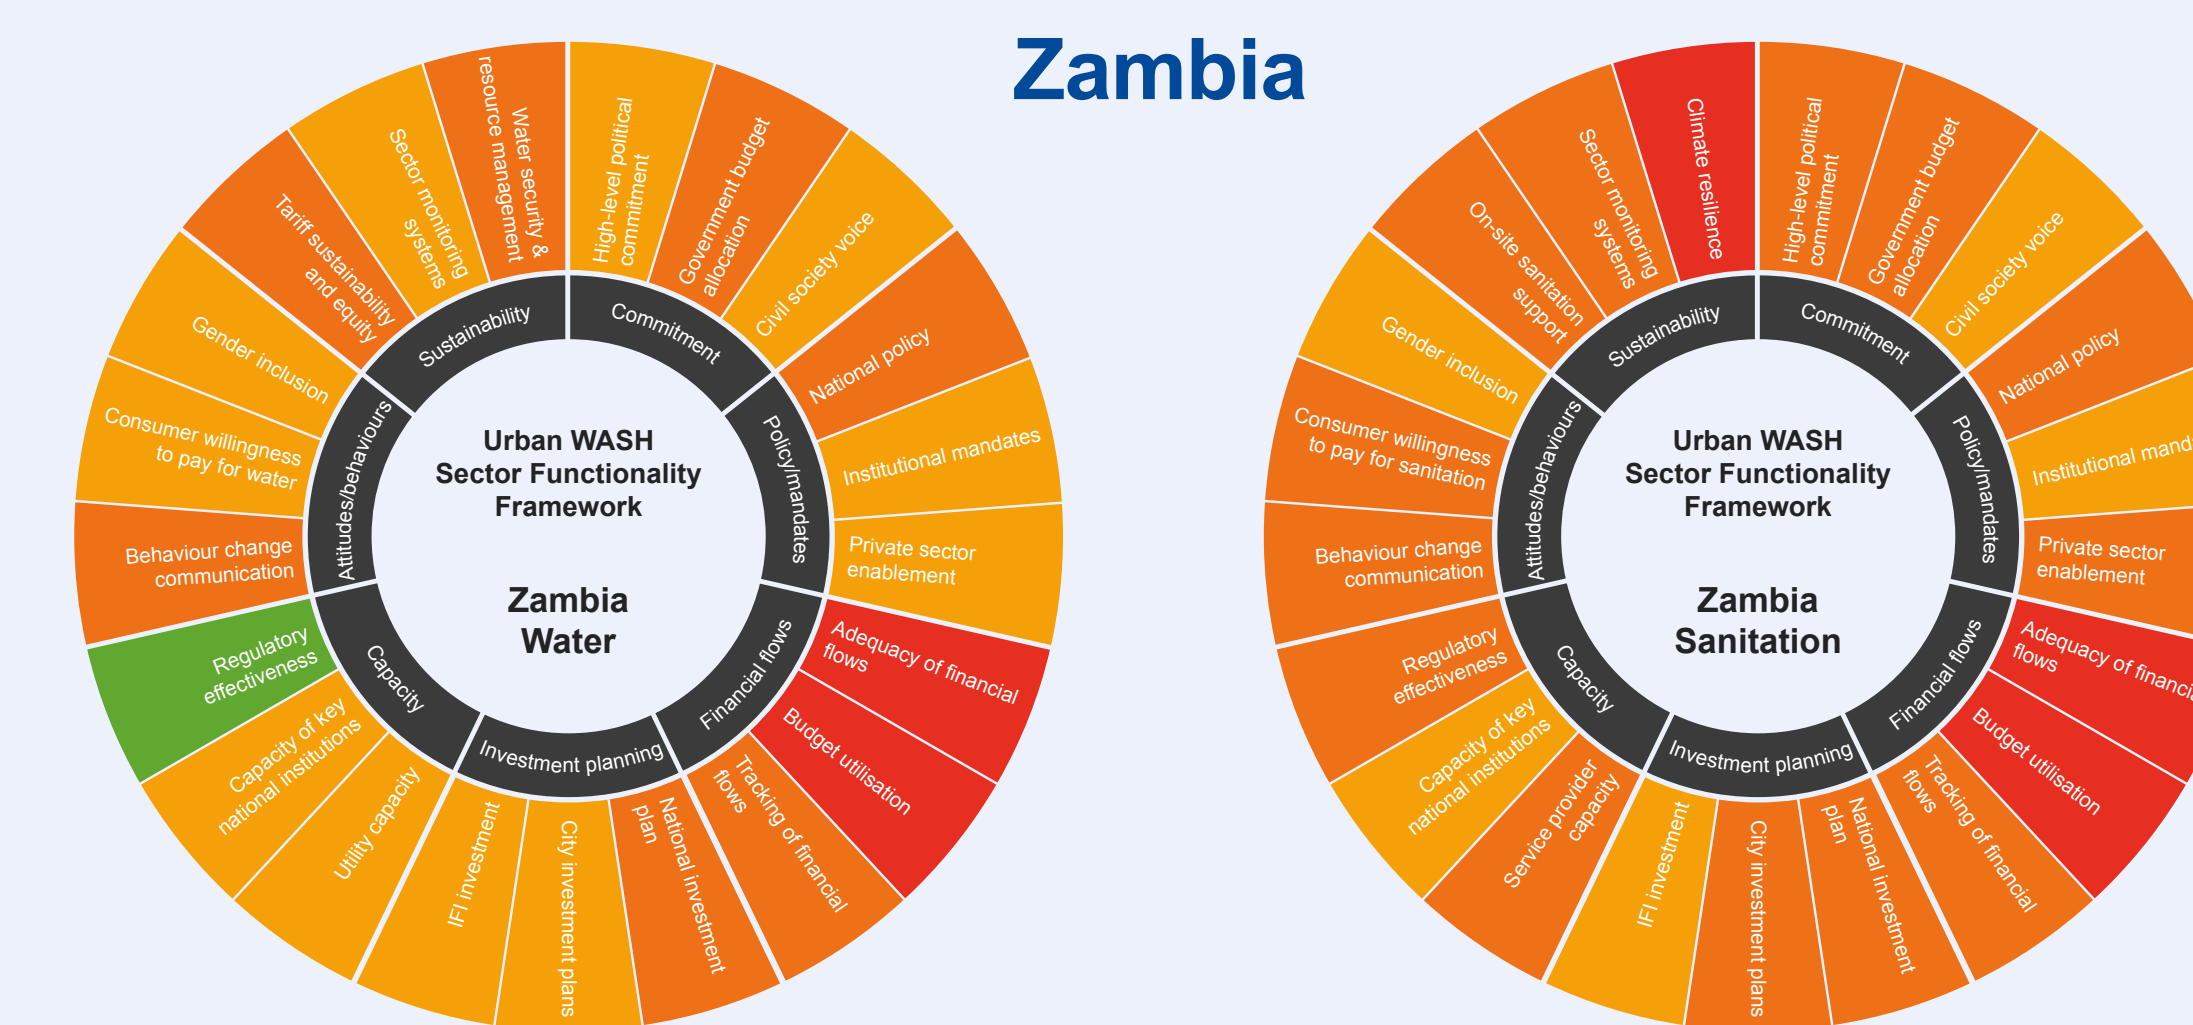 Zambia
High-level political
commitment
Government budget
allocation
Civil society voice
National policy
Institutional mandates
Private sector
enablement
Adequacy of financial
flows
Budget utilisation
Tracking of financial
flows
National investment
plan
City investment plans
IFI investment
Utility capacity
Capacity of key
national institutions
Regulatory
effectiveness
Behaviour change
communication
Consumer willingness
to pay for water
Gender inclusion
Tariff sustainability
and equity
Sector monitoring
systems
Water security &
resource management
Commitment
Policy/mandates
Financial flows
Investment planning
Capacity
Attitudes/behaviours
Sustainability
Urban WASH
Sector Functionality
Framework
Zambia
Water
High-level political
commitment
Government budget
allocation
Civil society voice
National policy
Institutional mand
Private sector
enablement
Adequacy of financi
flows
Budget utilisation
Tracking of financial
flows
National investment
plan
City investment plans
IFI investment
Service provider
capacity
Capacity of key
national institutions
Regulatory
effectiveness
Behaviour change
communication
Consumer willingness
to pay for sanitation
Gender inclusion
On-site sanitation
support
Sector monitoring
systems
Climate resilience
Commitment
Policy/mandates
Financial flows
Investment planning
Capacity
Attitudes/behaviours
Sustainability
Urban WASH
Sector Functionality
Framework
Zambia
Sanitation